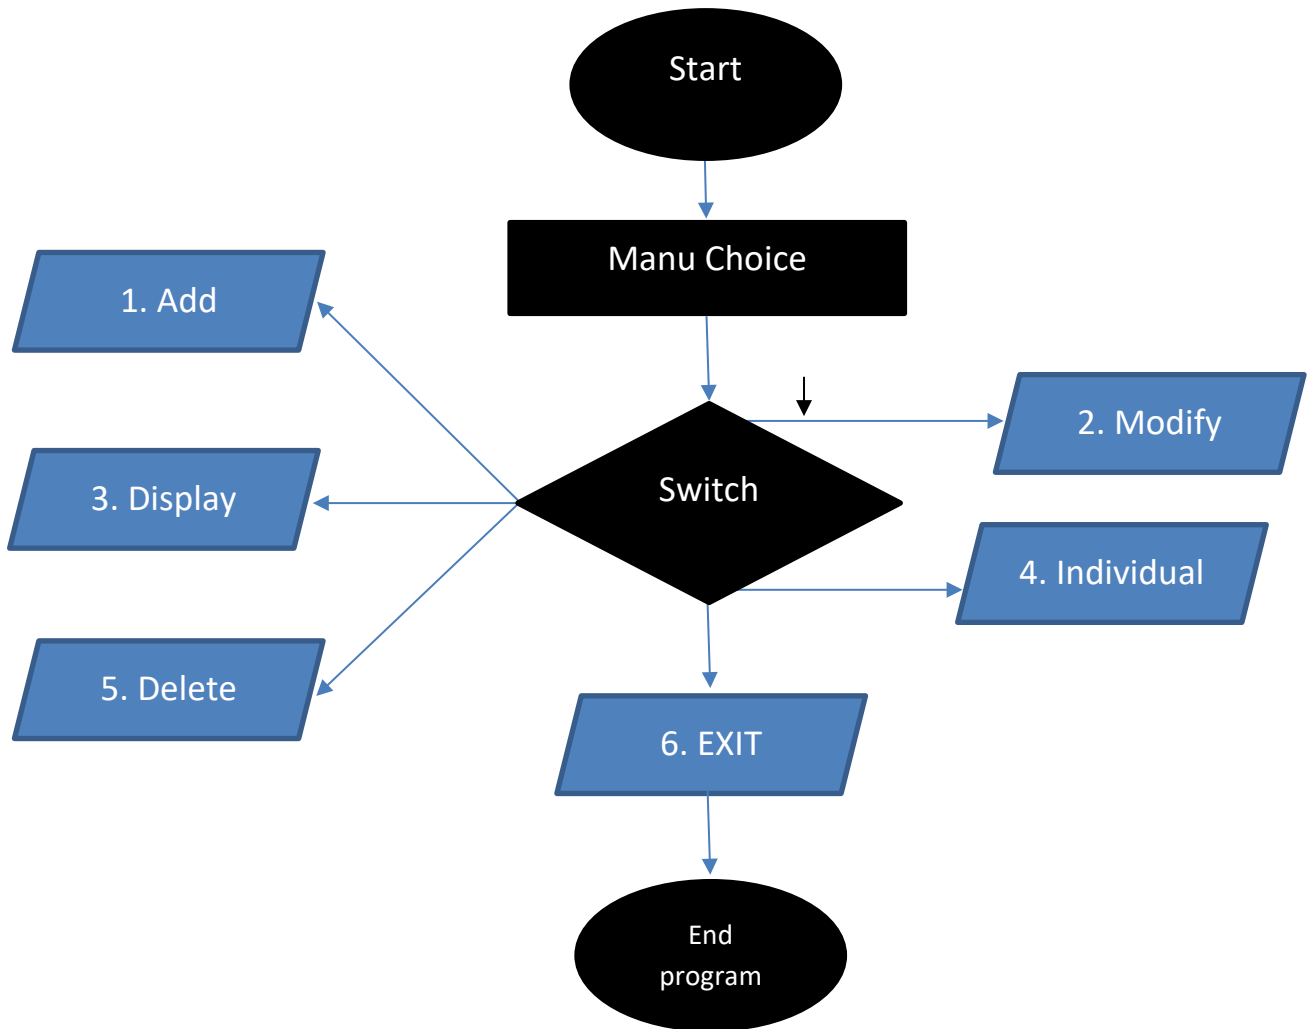 Start
Manu Choice
1. Add
2. Modify
3. Display
Switch
4. Individual
5. Delete
6. EXIT
End
program